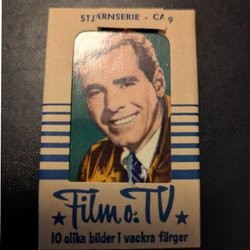 STJÄRNSERIE - CA 9
Film o. TV
10 olika bilder i vackra färger